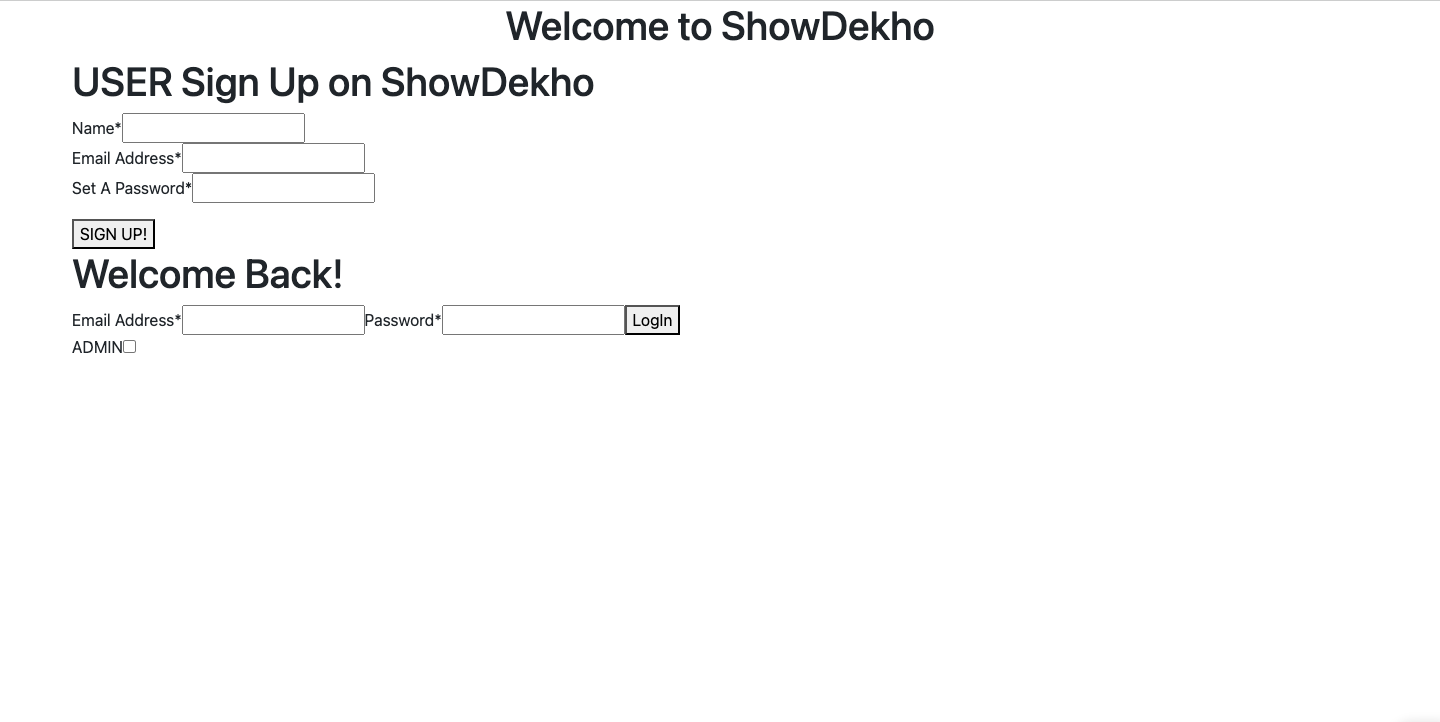 Welcome to ShowDekho
USER Sign Up on ShowDekho
Name*
Email Address*
Set A Password*
SIGN UP!
Welcome Back!
Email Address* Password* LogIn
ADMIN